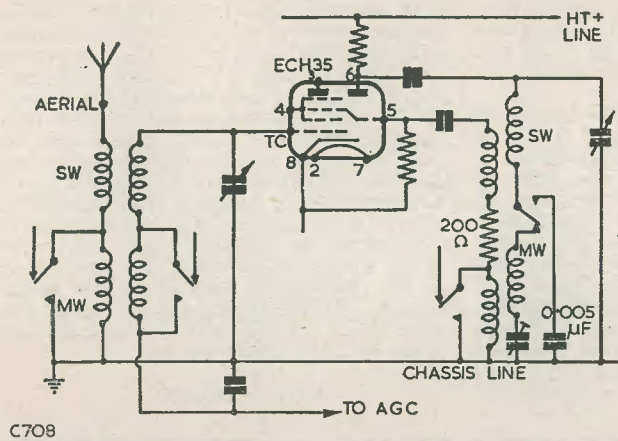 HT+
LINE
ECH35
3
6
AERIAL
4
5
TC
SW
8
2
7
SW
200
Ω
MW
MW
0·005
μF
CHASSIS LINE
TO AGC
C708